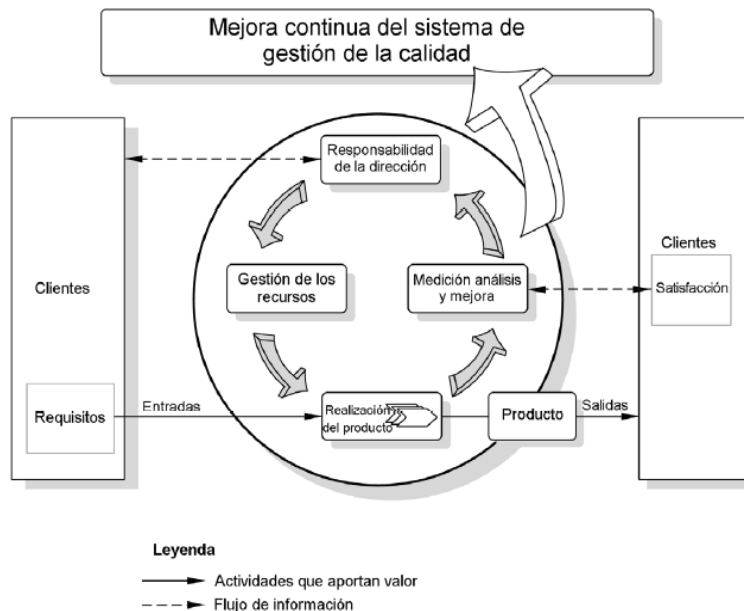 Mejora continua del sistema de
gestión de la calidad
Responsabilidad
de la dirección
Clientes
Clientes
Gestión de los
recursos
Medición análisis
y mejora
Satisfacción
Requisitos
Entradas
Realización
del producto
Producto
Salidas
Leyenda
Actividades que aportan valor
Flujo de información